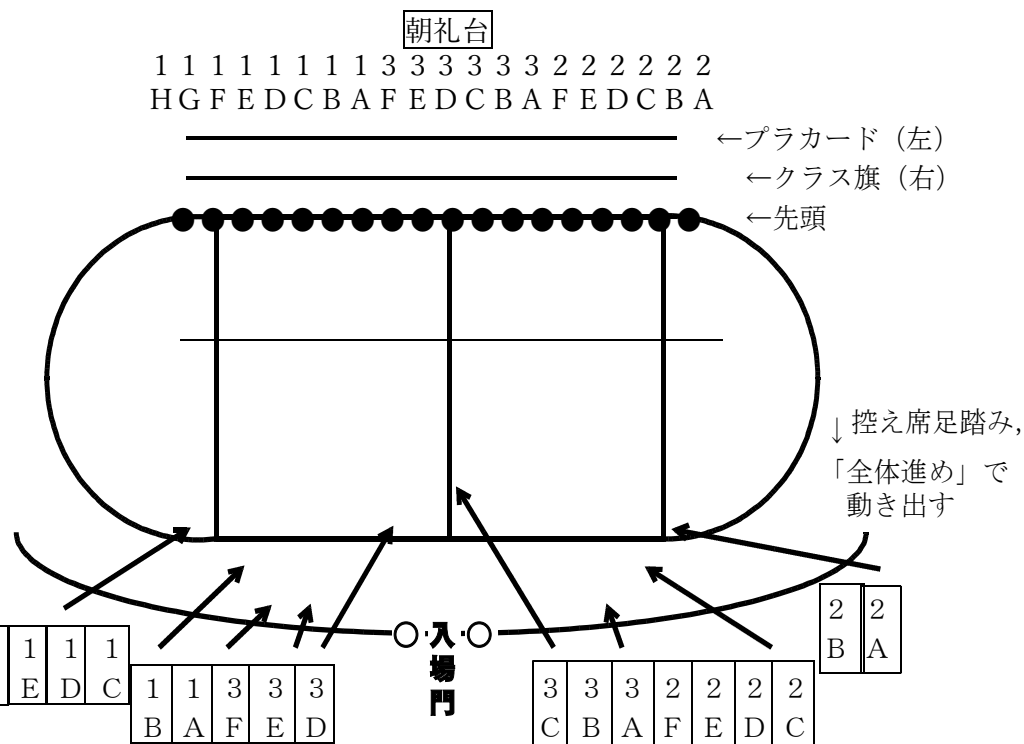 朝礼台
1 1 1 1 1 1 1 1 3 3 3 3 3 3 2 2 2 2 2 2
H G F E D C B A F E D C B A F E D C B A
←プラカード（左）
←クラス旗（右）
←先頭
↓控え席足踏み,
「全体進め」で
動き出す
2 2
B A
1 1 1
E D C
1 1 3 3 3
B A F E D
入
場
門
3 3 3 2 2 2 2
C B A F E D C